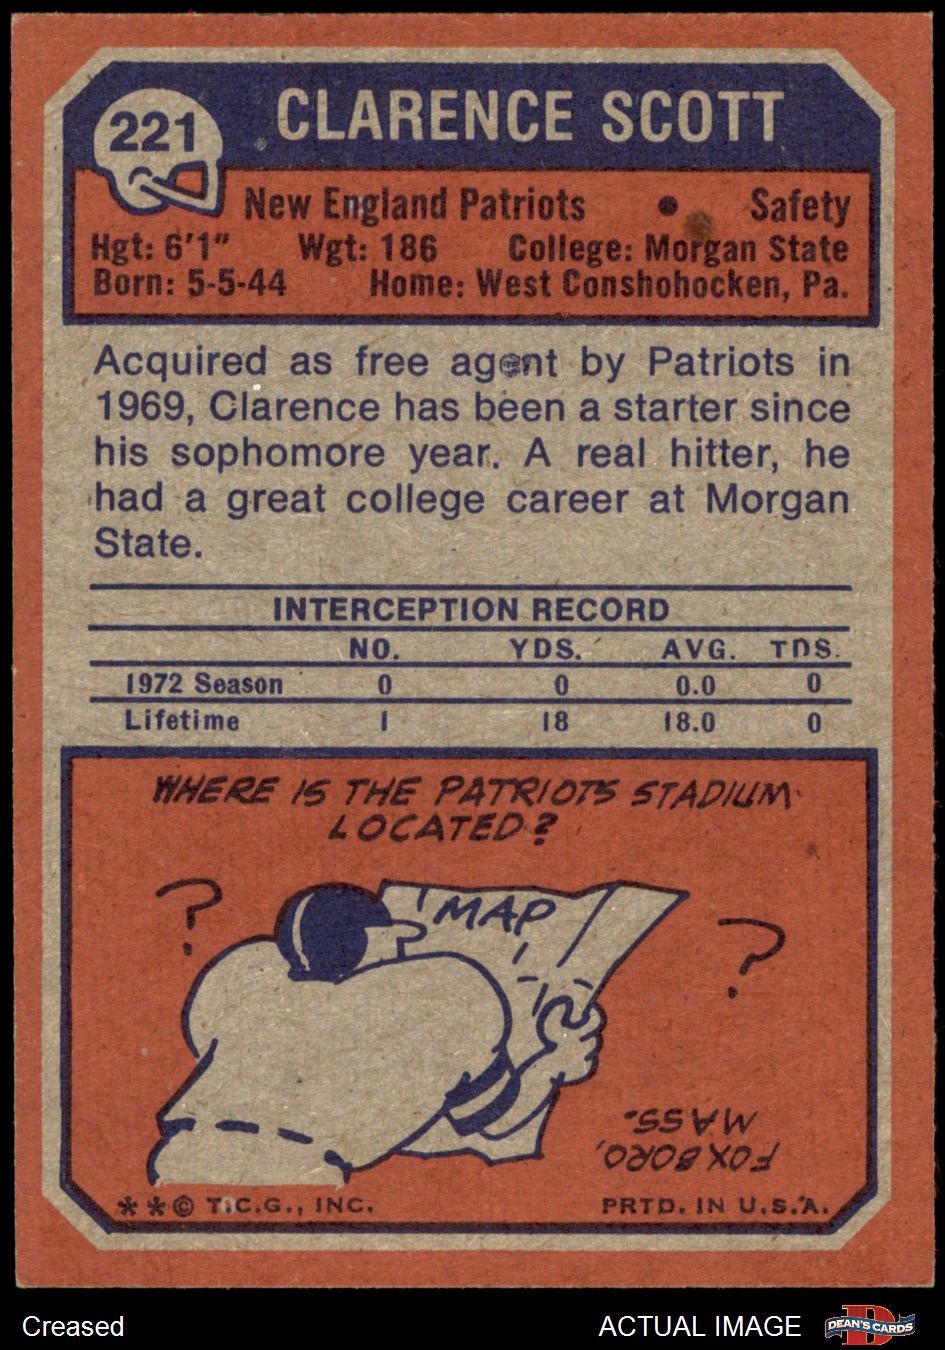 221
CLARENCE SCOTT
New England Patriots • Safety
Hgt: 6'1" Wgt: 186 College: Morgan State
Born: 5-5-44 Home: West Conshohocken, Pa.
Acquired as free agent by Patriots in
1969, Clarence has been a starter since
his sophomore year. A real hitter, he
had a great college career at Morgan
State.
INTERCEPTION RECORD
NO. YDS. AVG. TDS.
1972 Season 0 0 0.0 0
Lifetime 1 18 18.0 0
WHERE IS THE PATRIOTS STADIUM
LOCATED?
? MAP ?
FOXBORO,
MASS.
**© T.C.G., INC. PRTD. IN U.S.A.
Creased ACTUAL IMAGE DEAN'S CARDS